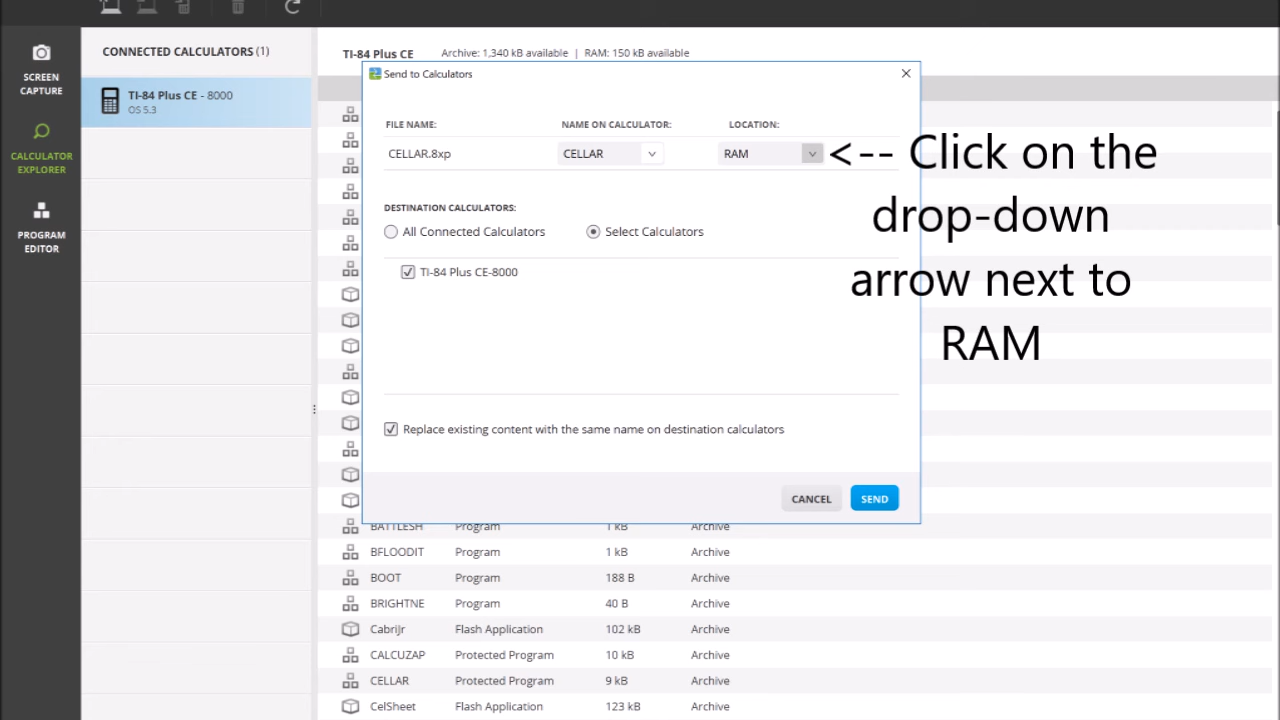 CONNECTED CALCULATORS (1)
TI-84 Plus CE Archive: 1,340 kB available | RAM: 150 kB available
SCREEN
CAPTURE
TI-84 Plus CE - 8000
OS 5.3
CALCULATOR
EXPLORER
PROGRAM
EDITOR
Send to Calculators
FILE NAME: NAME ON CALCULATOR: LOCATION:
CELLAR.8xp CELLAR RAM
<-- Click on the
drop-down
arrow next to
RAM
DESTINATION CALCULATORS:
All Connected Calculators Select Calculators
TI-84 Plus CE-8000
Replace existing content with the same name on destination calculators
CANCEL SEND
BATTLESH Program 1 kB Archive
BFLOODIT Program 1 kB Archive
BOOT Program 188 B Archive
BRIGHTNE Program 40 B Archive
CabriJr Flash Application 102 kB Archive
CALCUZAP Protected Program 10 kB Archive
CELLAR Protected Program 9 kB Archive
CelSheet Flash Application 123 kB Archive